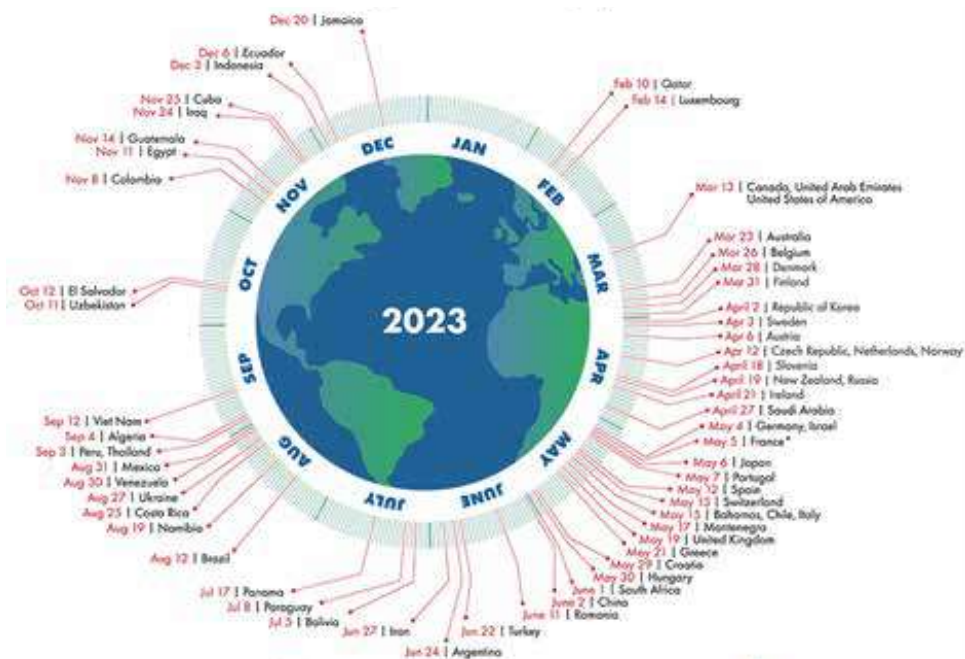 Dec 20 | Jamaica
Dec 6 | Ecuador
Dec 3 | Indonesia
Nov 25 | Cuba
Nov 24 | Iraq
Nov 14 | Guatemala
Nov 11 | Egypt
Nov 8 | Colombia
Oct 12 | El Salvador
Oct 11 | Uzbekistan
Sep 12 | Viet Nam
Sep 4 | Algeria
Sep 3 | Peru, Thailand
Aug 31 | Mexico
Aug 30 | Venezuela
Aug 27 | Ukraine
Aug 25 | Costa Rica
Aug 19 | Namibia
Aug 12 | Brazil
Jul 17 | Panama
Jul 8 | Paraguay
Jul 5 | Bolivia
Jun 27 | Iran
Jun 24 | Argentina
Jun 22 | Turkey
Feb 10 | Qatar
Feb 14 | Luxembourg
Mar 13 | Canada, United Arab Emirates
United States of America
Mar 23 | Australia
Mar 26 | Belgium
Mar 28 | Denmark
Mar 31 | Finland
April 2 | Republic of Korea
Apr 3 | Sweden
Apr 6 | Austria
Apr 12 | Czech Republic, Netherlands, Norway
April 18 | Slovenia
April 19 | New Zealand, Russia
April 21 | Ireland
April 27 | Saudi Arabia
May 4 | Germany, Israel
May 5 | France*
May 6 | Japan
May 7 | Portugal
May 12 | Spain
May 13 | Switzerland
May 15 | Bahamas, Chile, Italy
May 17 | Montenegro
May 19 | United Kingdom
May 21 | Greece
May 29 | Croatia
May 30 | Hungary
June 1 | South Africa
June 2 | China
June 11 | Romania
JAN
FEB
MAR
APR
MAY
JUNE
JULY
AUG
SEP
OCT
NOV
DEC
2023